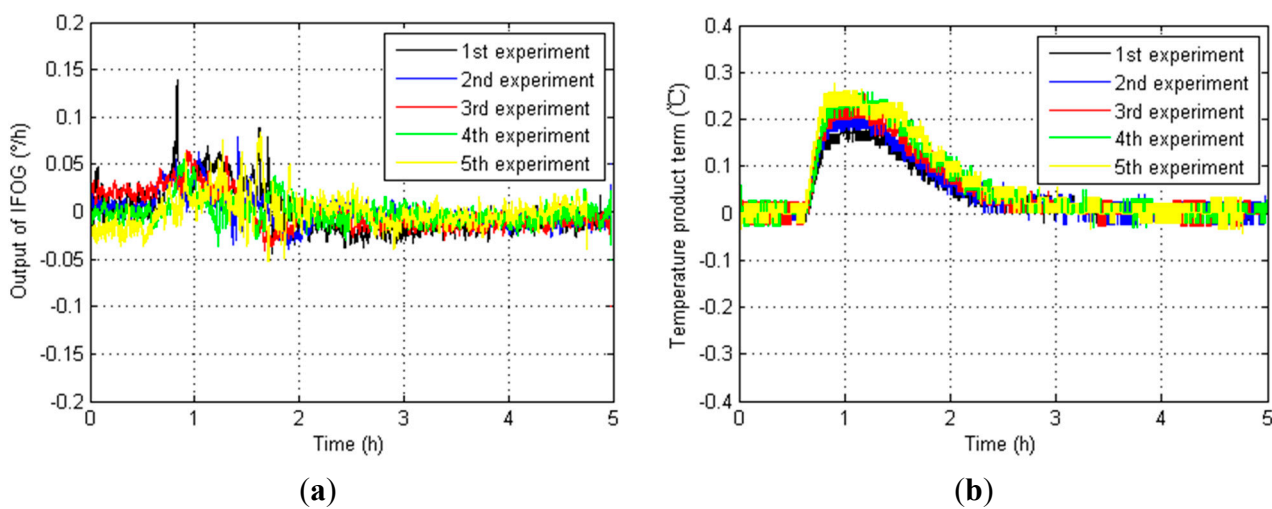 0.2
0.15
0.1
0.05
0
-0.05
-0.1
-0.15
-0.2
Output of IFOG (°/h)
1st experiment
2nd experiment
3rd experiment
4th experiment
5th experiment
0 1 2 3 4 5
Time (h)
(a)
0.4
0.3
0.2
0.1
0
-0.1
-0.2
-0.3
-0.4
Temperature product term (℃)
1st experiment
2nd experiment
3rd experiment
4th experiment
5th experiment
0 1 2 3 4 5
Time (h)
(b)